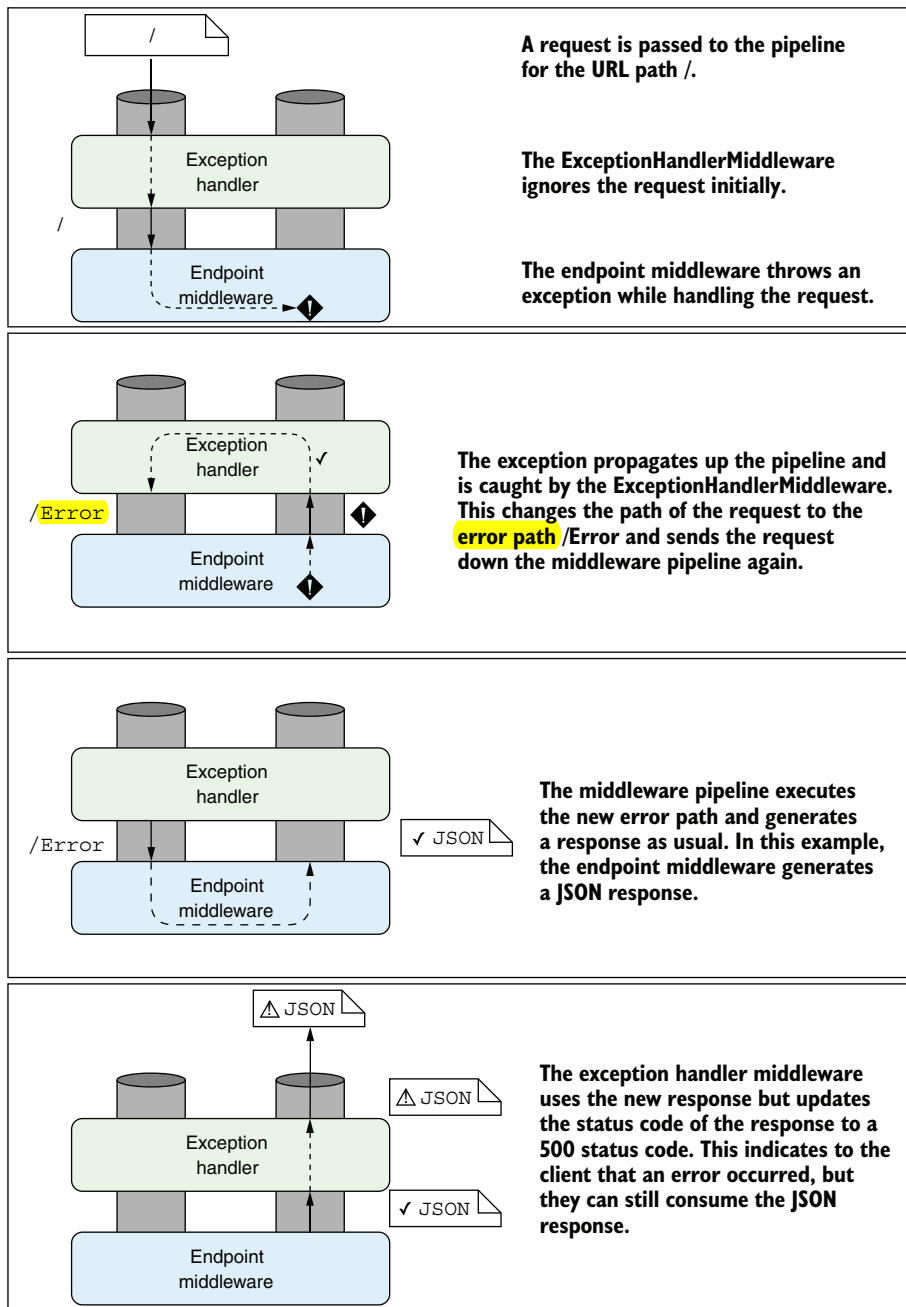 /
A request is passed to the pipeline
for the URL path /.
Exception
handler
The ExceptionHandlerMiddleware
ignores the request initially.
/
Endpoint
middleware
The endpoint middleware throws an
exception while handling the request.
Exception
handler
/Error
Endpoint
middleware
The exception propagates up the pipeline and
is caught by the ExceptionHandlerMiddleware.
This changes the path of the request to the
error path /Error and sends the request
down the middleware pipeline again.
Exception
handler
/Error
JSON
Endpoint
middleware
The middleware pipeline executes
the new error path and generates
a response as usual. In this example,
the endpoint middleware generates
a JSON response.
JSON
JSON
Exception
handler
JSON
Endpoint
middleware
The exception handler middleware
uses the new response but updates
the status code of the response to a
500 status code. This indicates to the
client that an error occurred, but
they can still consume the JSON
response.